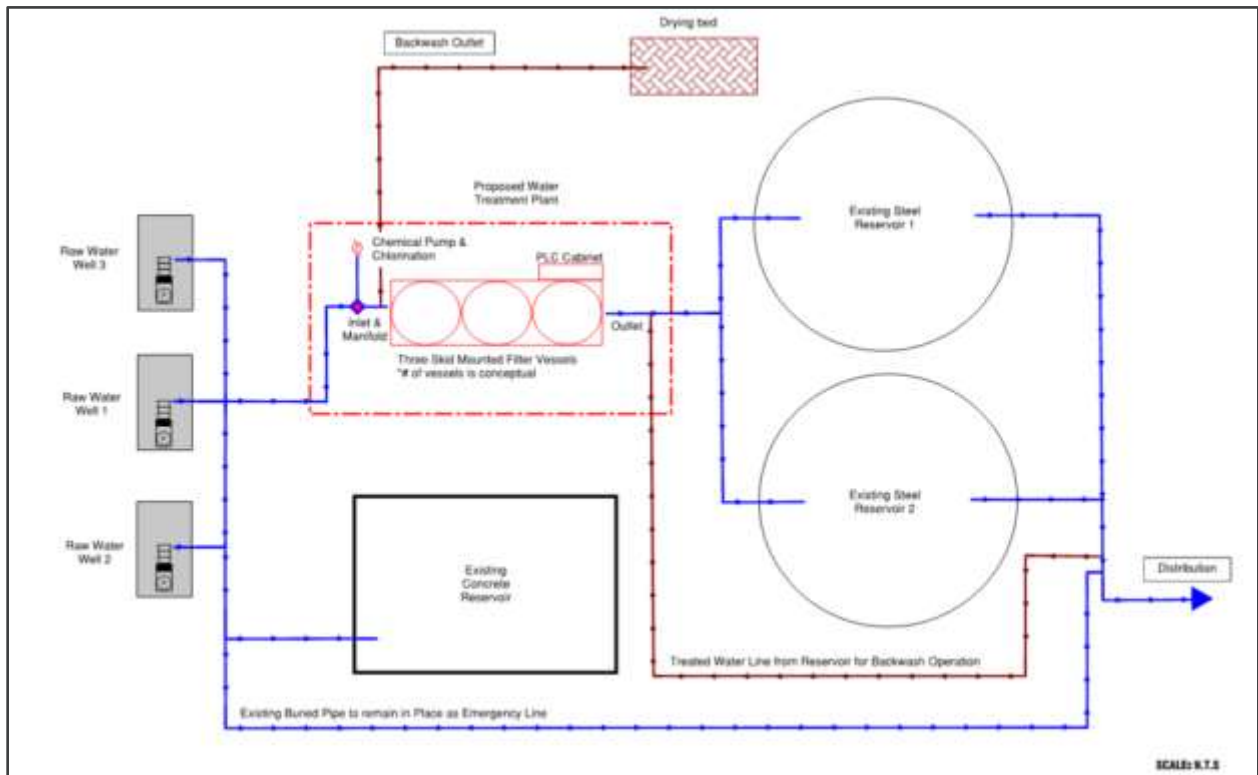 Drying bed
Backwash Outlet
Proposed Water
Treatment Plant
Existing Steel
Reservoir 1
Raw Water
Well 3
Chemical Pump &
Chlorination
PLC Cabinet
Inlet &
Manifold
Outlet
Three Skid Mounted Filter Vessels
*# of vessels is conceptual
Raw Water
Well 1
Existing Steel
Reservoir 2
Raw Water
Well 2
Existing
Concrete
Reservoir
Distribution
Treated Water Line from Reservoir for Backwash Operation
Existing Buried Pipe to remain in Place as Emergency Line
SCALE: N.T.S